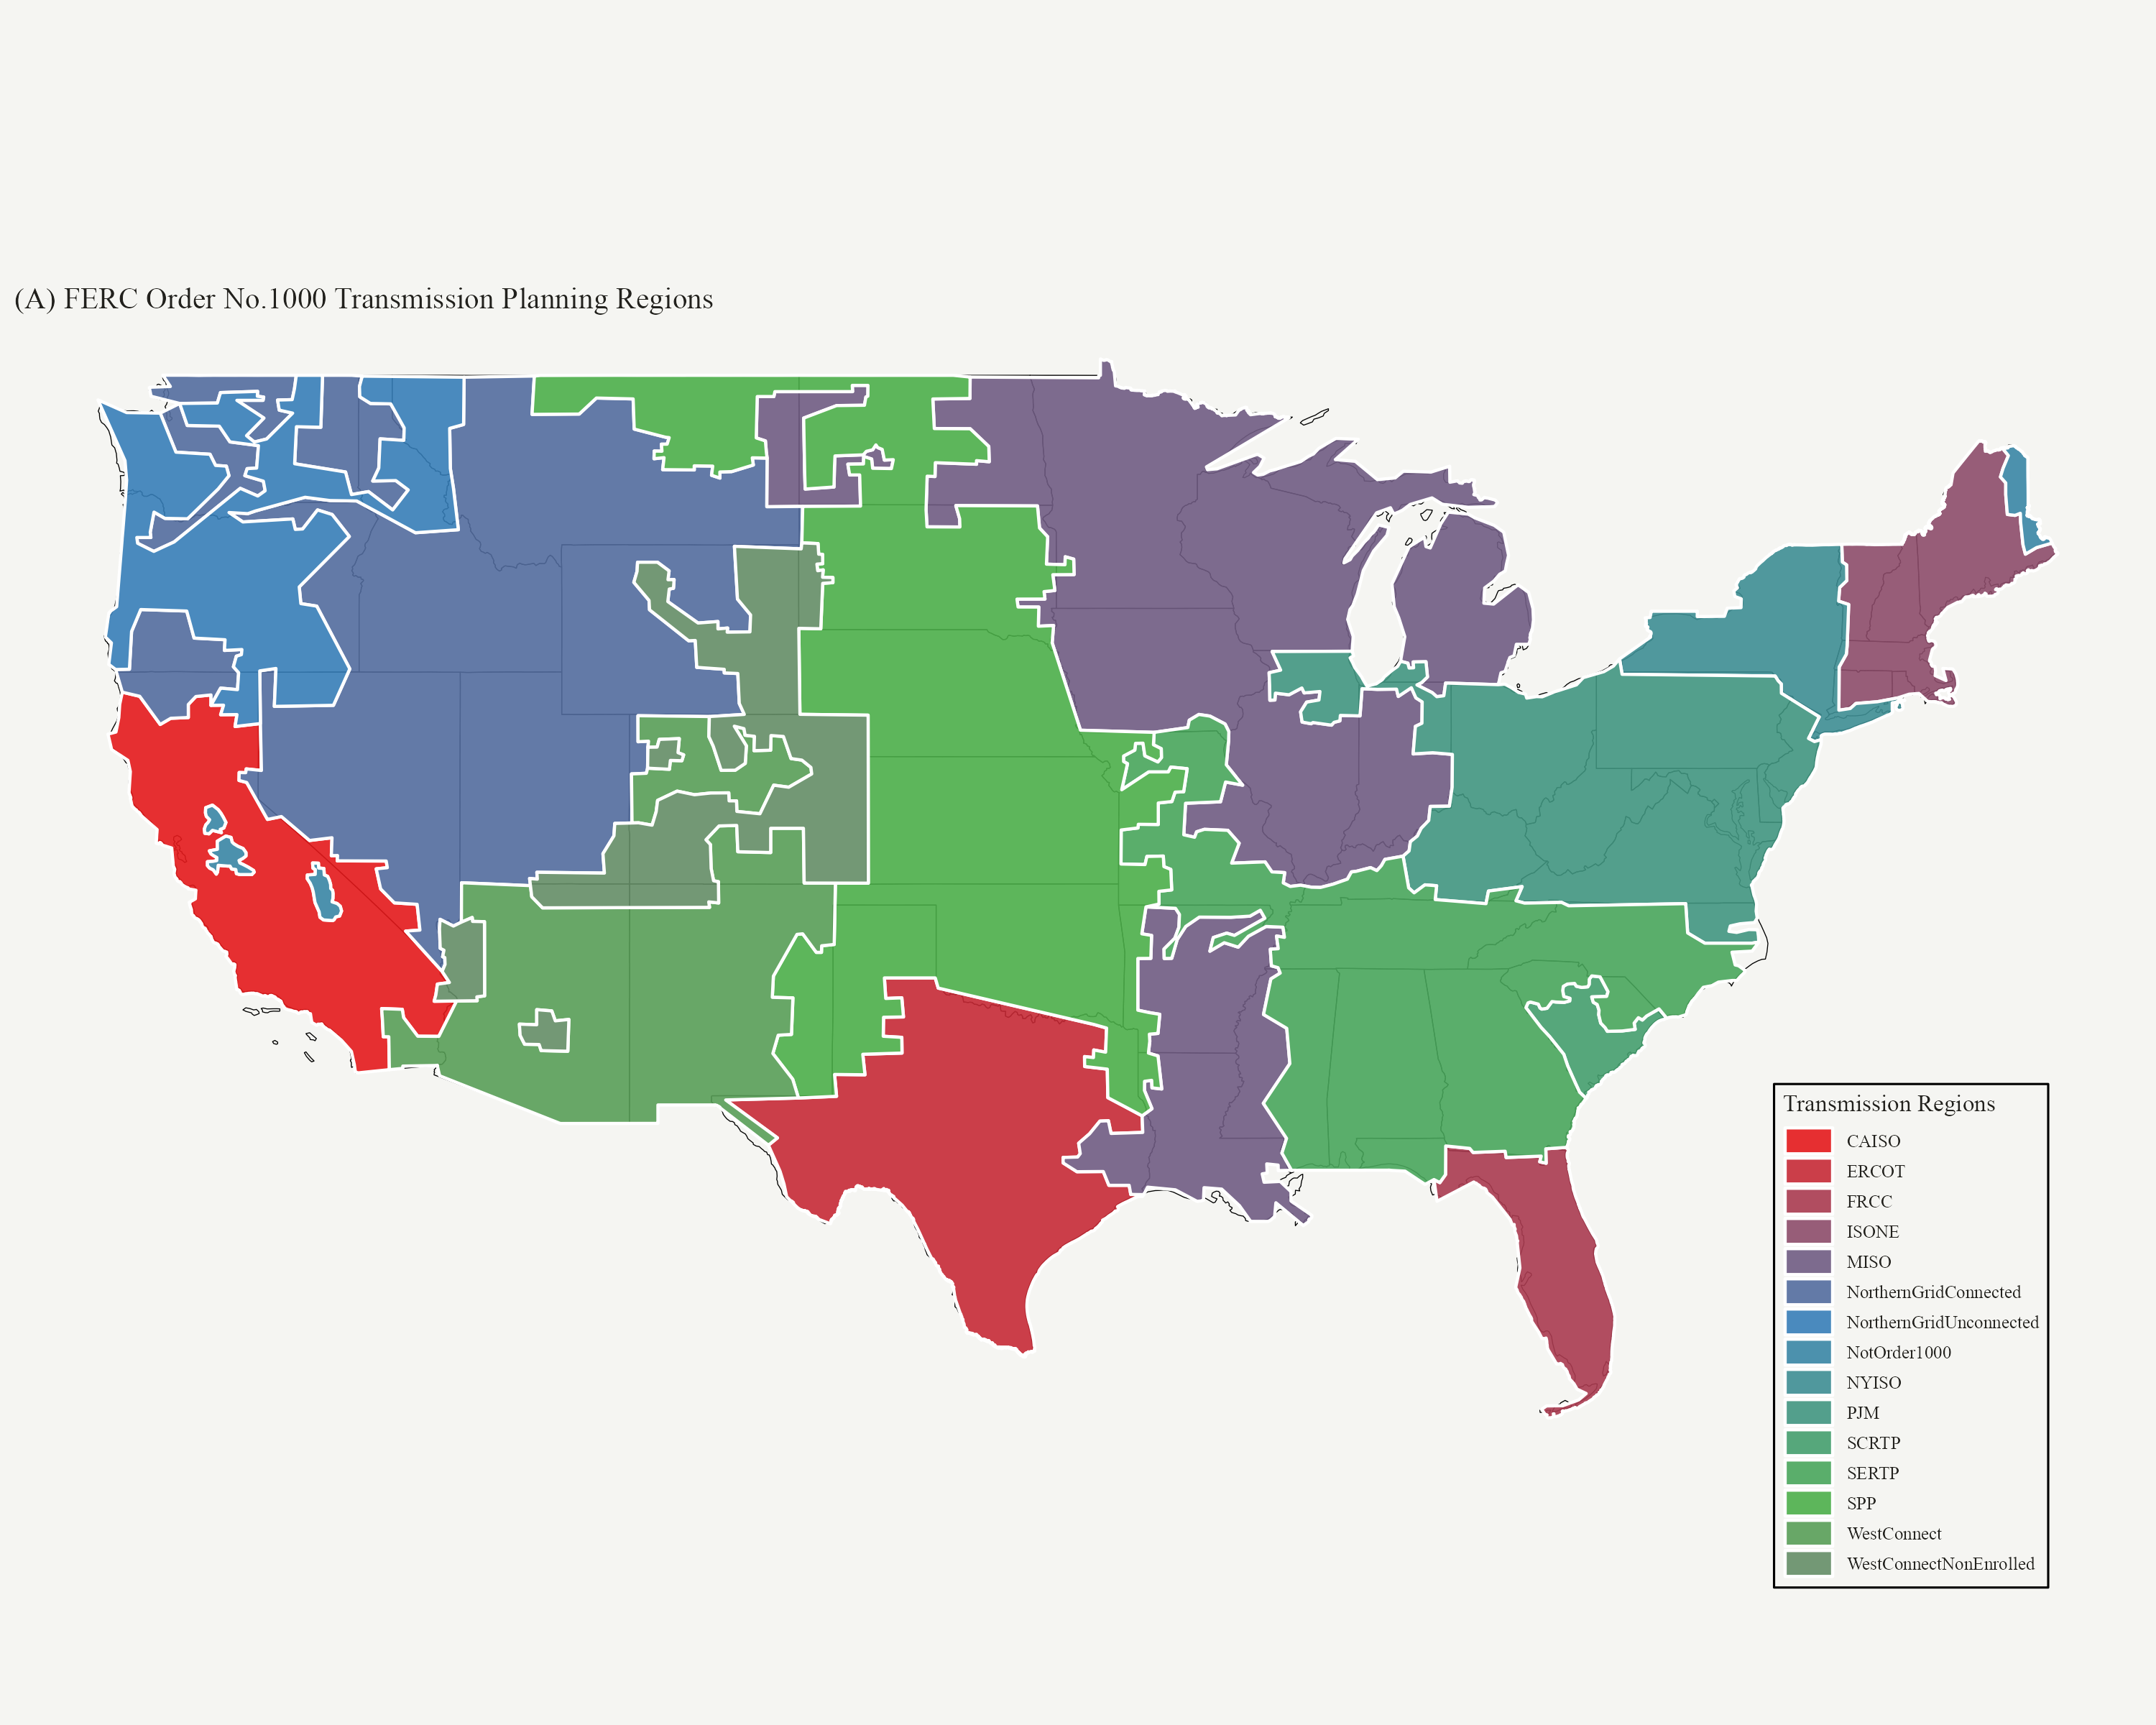 (A) FERC Order No.1000 Transmission Planning Regions
Transmission Regions
CAISO
ERCOT
FRCC
ISONE
MISO
NorthernGridConnected
NorthernGridUnconnected
NotOrder1000
NYISO
PJM
SCRTP
SERTP
SPP
WestConnect
WestConnectNonEnrolled